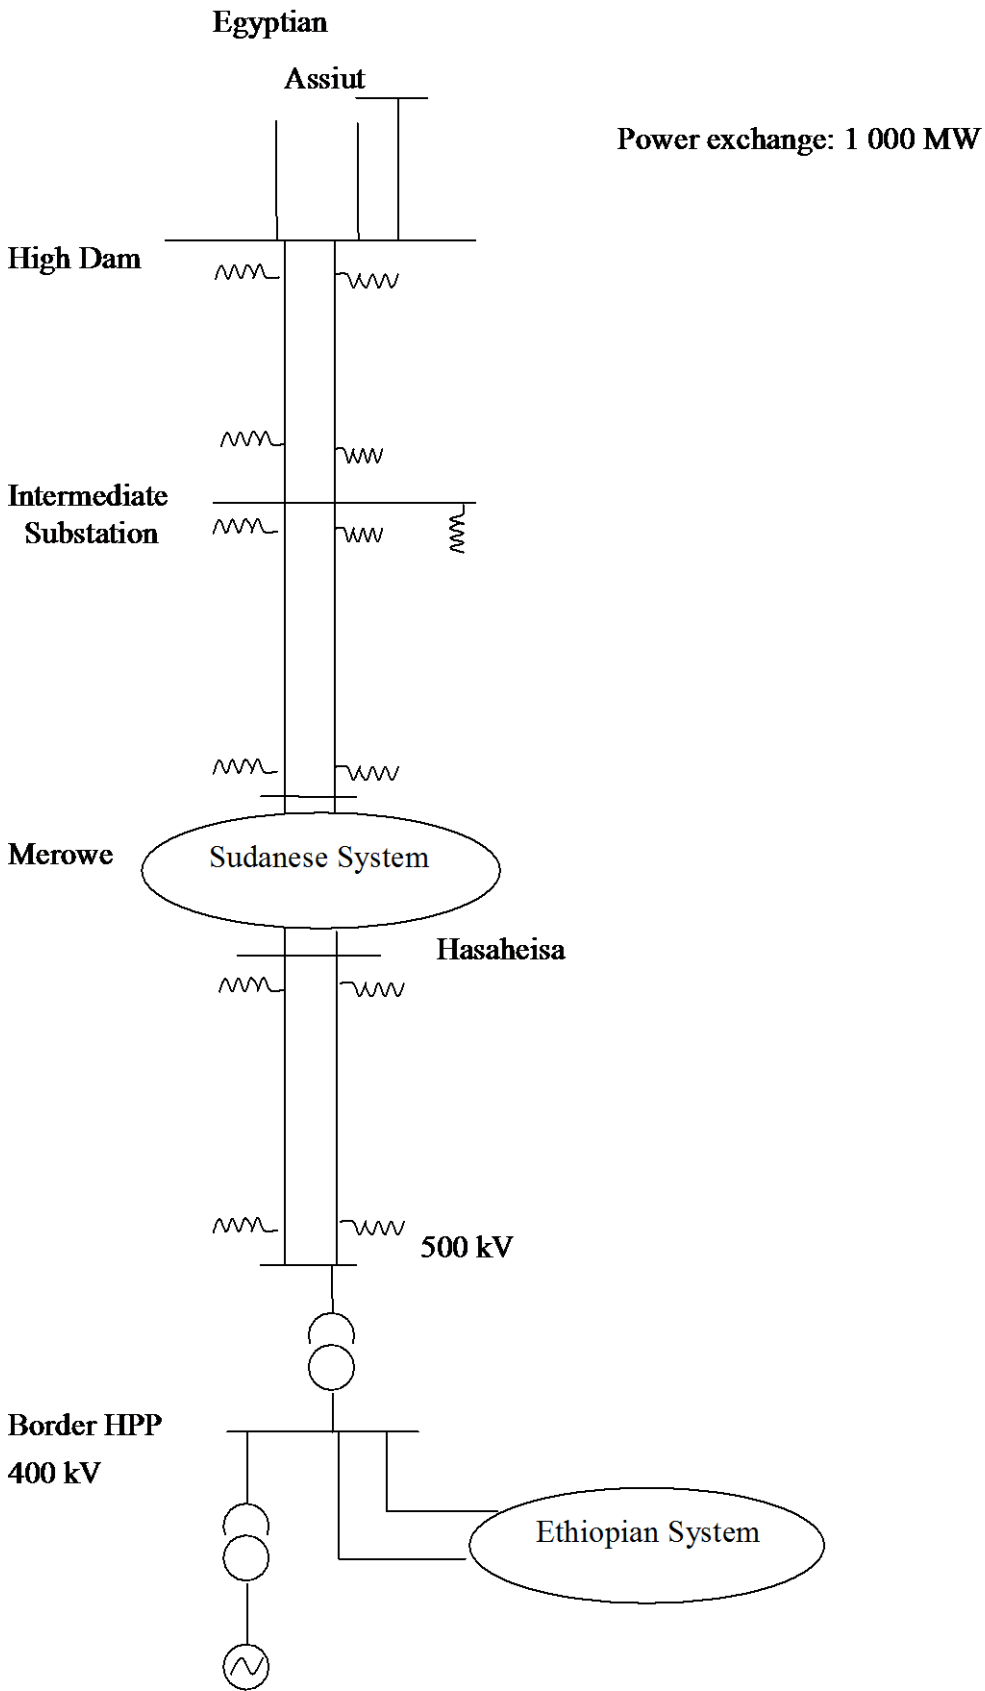 Egyptian
Assiut
Power exchange: 1 000 MW
High Dam
Intermediate
Substation
Merowe
Sudanese System
Hasaheisa
500 kV
Border HPP
400 kV
Ethiopian System